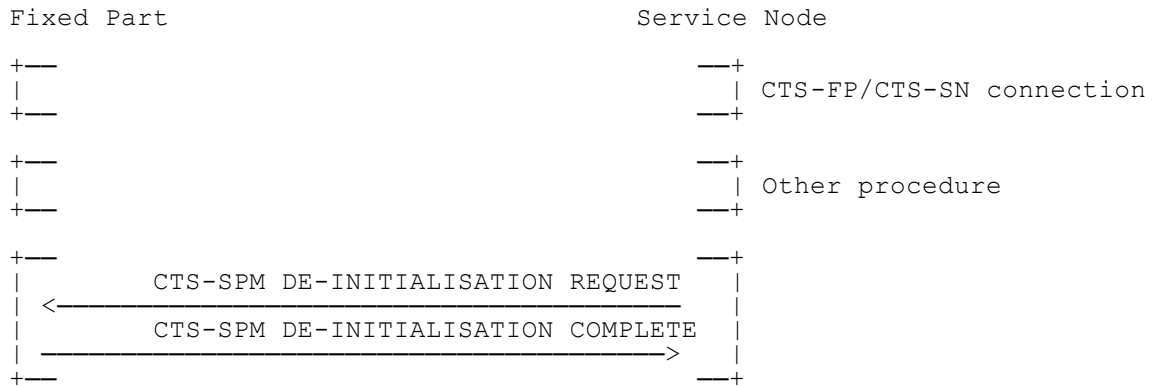 Fixed Part Service Node
CTS-FP/CTS-SN connection
Other procedure
CTS-SPM DE-INITIALISATION REQUEST
CTS-SPM DE-INITIALISATION COMPLETE